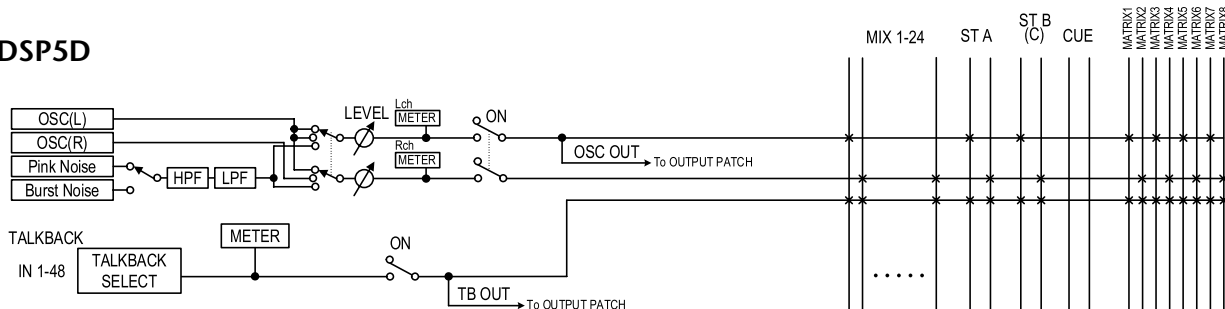 DSP5D
MIX 1-24
ST A
ST B
(C)
CUE
MATRIX1
MATRIX2
MATRIX3
MATRIX4
MATRIX5
MATRIX6
MATRIX7
MATRIX8
OSC(L)
OSC(R)
Pink Noise
Burst Noise
HPF
LPF
LEVEL
Lch
METER
Rch
METER
ON
OSC OUT
To OUTPUT PATCH
TALKBACK
IN 1-48
TALKBACK
SELECT
METER
ON
TB OUT
To OUTPUT PATCH